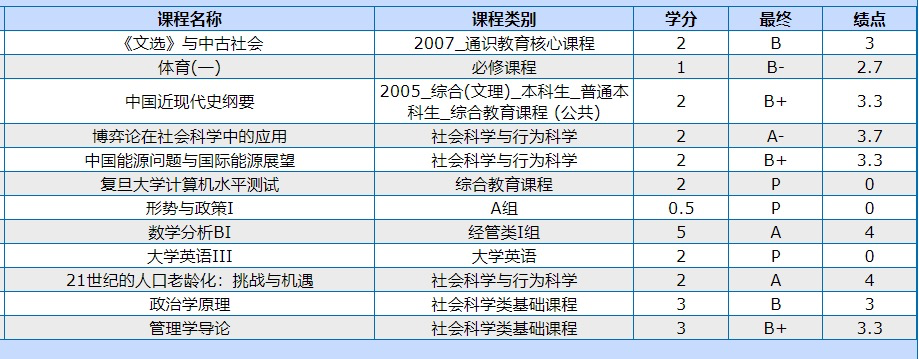 课程名称 课程类别 学分 最终 绩点
《文选》与中古社会 2007_通识教育核心课程 2 B 3
体育(一) 必修课程 1 B- 2.7
中国近现代史纲要 2005_综合(文理)_本科生_普通本科生_综合教育课程 (公共) 2 B+ 3.3
博弈论在社会科学中的应用 社会科学与行为科学 2 A- 3.7
中国能源问题与国际能源展望 社会科学与行为科学 2 B+ 3.3
复旦大学计算机水平测试 综合教育课程 2 P 0
形势与政策I A组 0.5 P 0
数学分析BI 经管类I组 5 A 4
大学英语III 大学英语 2 P 0
21世纪的人口老龄化：挑战与机遇 社会科学与行为科学 2 A 4
政治学原理 社会科学类基础课程 3 B 3
管理学导论 社会科学类基础课程 3 B+ 3.3